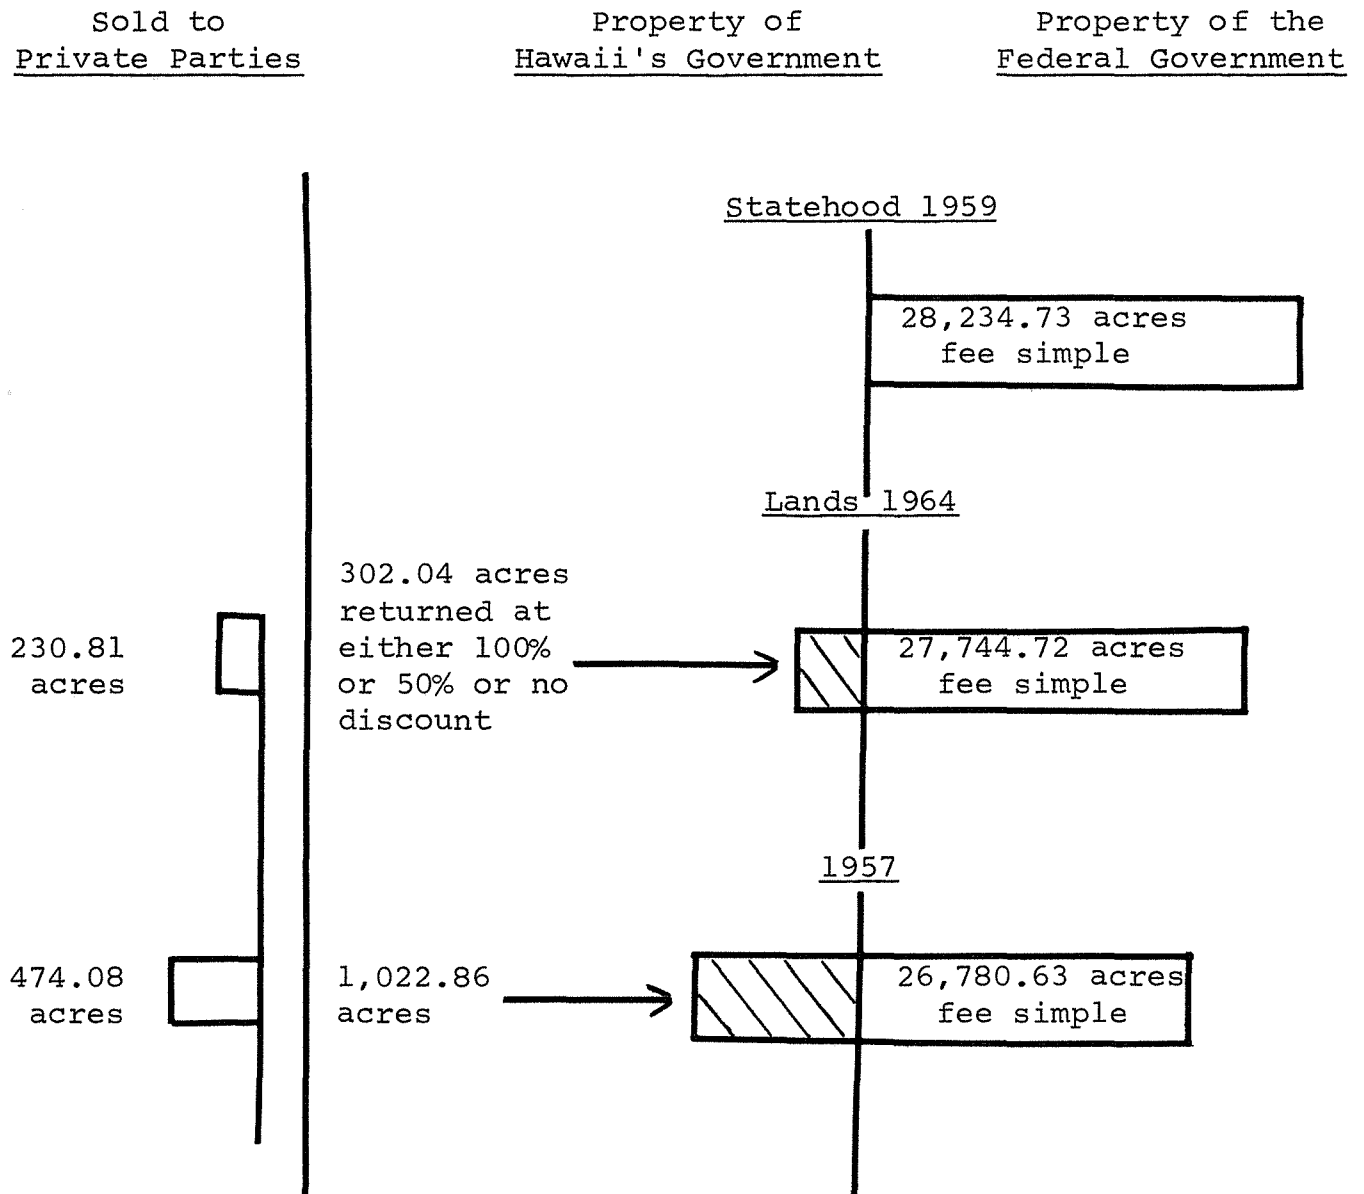 Sold to
Private Parties
Property of
Hawaii's Government
Property of the
Federal Government
Statehood 1959
28,234.73 acres
fee simple
Lands 1964
230.81
acres
302.04 acres
returned at
either 100%
or 50% or no
discount
27,744.72 acres
fee simple
1957
474.08
acres
1,022.86
acres
26,780.63 acres
fee simple